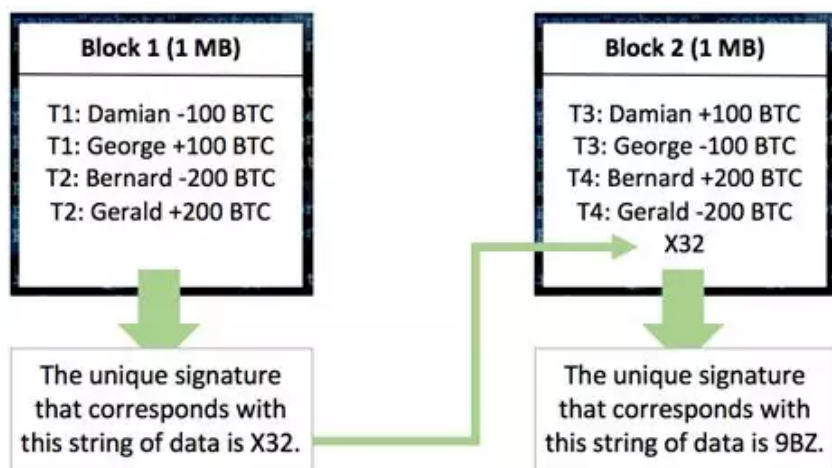 Block 1 (1 MB)
T1: Damian -100 BTC
T1: George +100 BTC
T2: Bernard -200 BTC
T2: Gerald +200 BTC
The unique signature
that corresponds with
this string of data is X32.
Block 2 (1 MB)
T3: Damian +100 BTC
T3: George -100 BTC
T4: Bernard +200 BTC
T4: Gerald -200 BTC
X32
The unique signature
that corresponds with
this string of data is 9BZ.